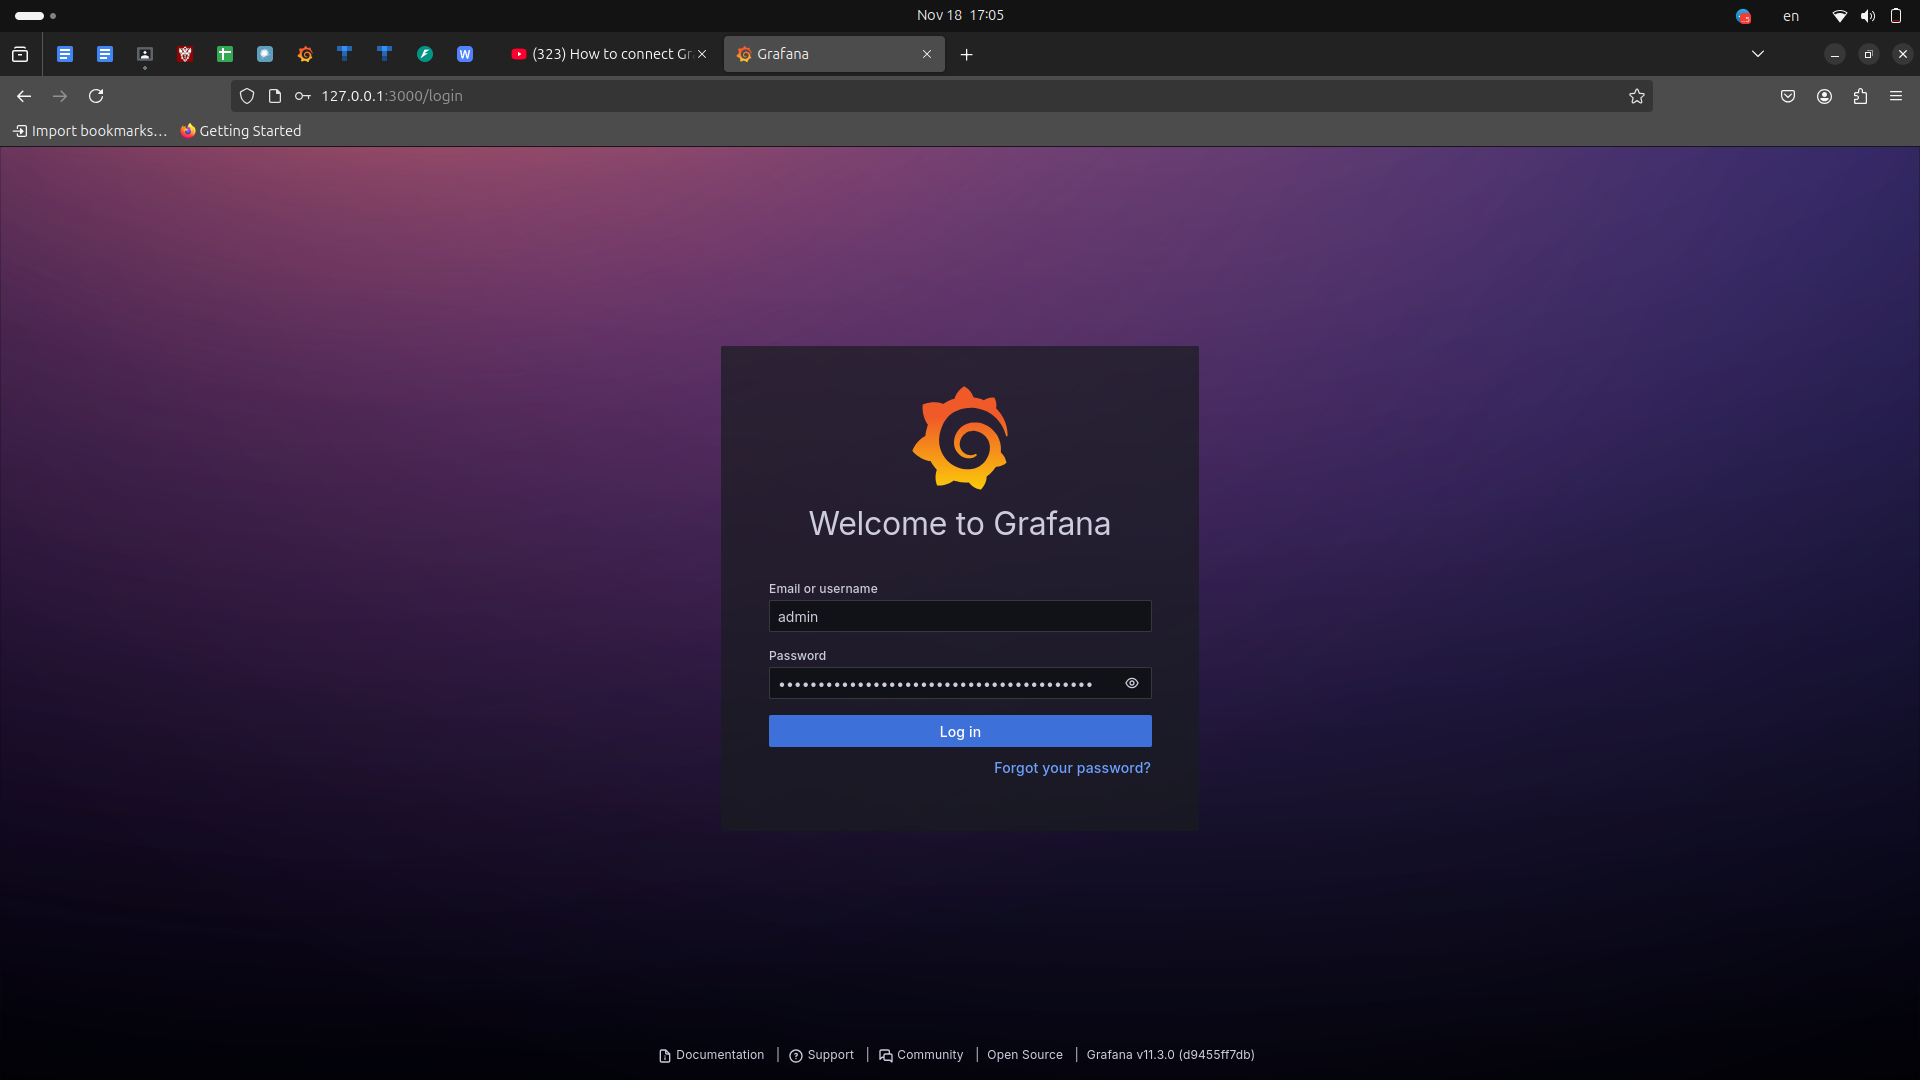 Nov 18 17:05
en
(323) How to connect Gr
Grafana
127.0.0.1:3000/login
Import bookmarks...
Getting Started
Welcome to Grafana
Email or username
admin
Password
••••••••••••••••••••••••••••••••••••••••
Log in
Forgot your password?
Documentation | Support | Community | Open Source | Grafana v11.3.0 (d9455ff7db)